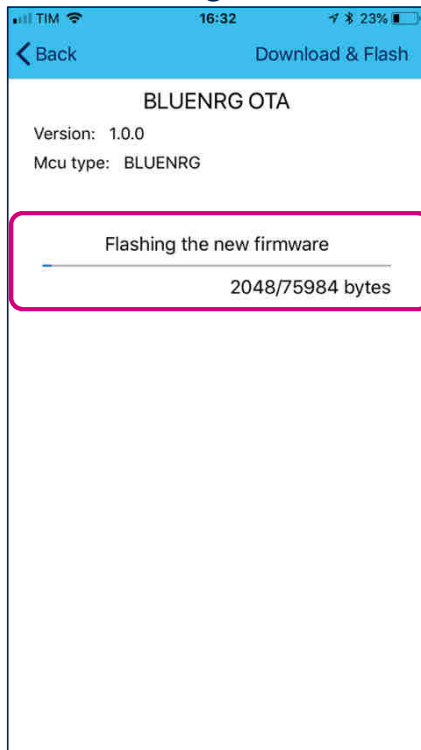 TIM 16:32 23%
Back Download & Flash
BLUENRG OTA
Version: 1.0.0
Mcu type: BLUENRG
Flashing the new firmware
2048/75984 bytes